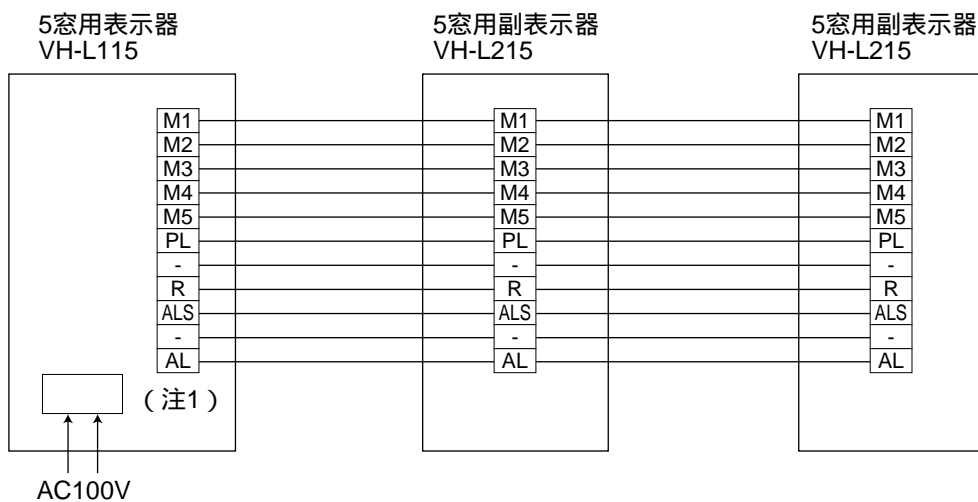 5窓用表示器
VH-L115
5窓用副表示器
VH-L215
5窓用副表示器
VH-L215
M1
M2
M3
M4
M5
PL
-
R
ALS
-
AL
M1
M2
M3
M4
M5
PL
-
R
ALS
-
AL
M1
M2
M3
M4
M5
PL
-
R
ALS
-
AL
(注1)
AC100V